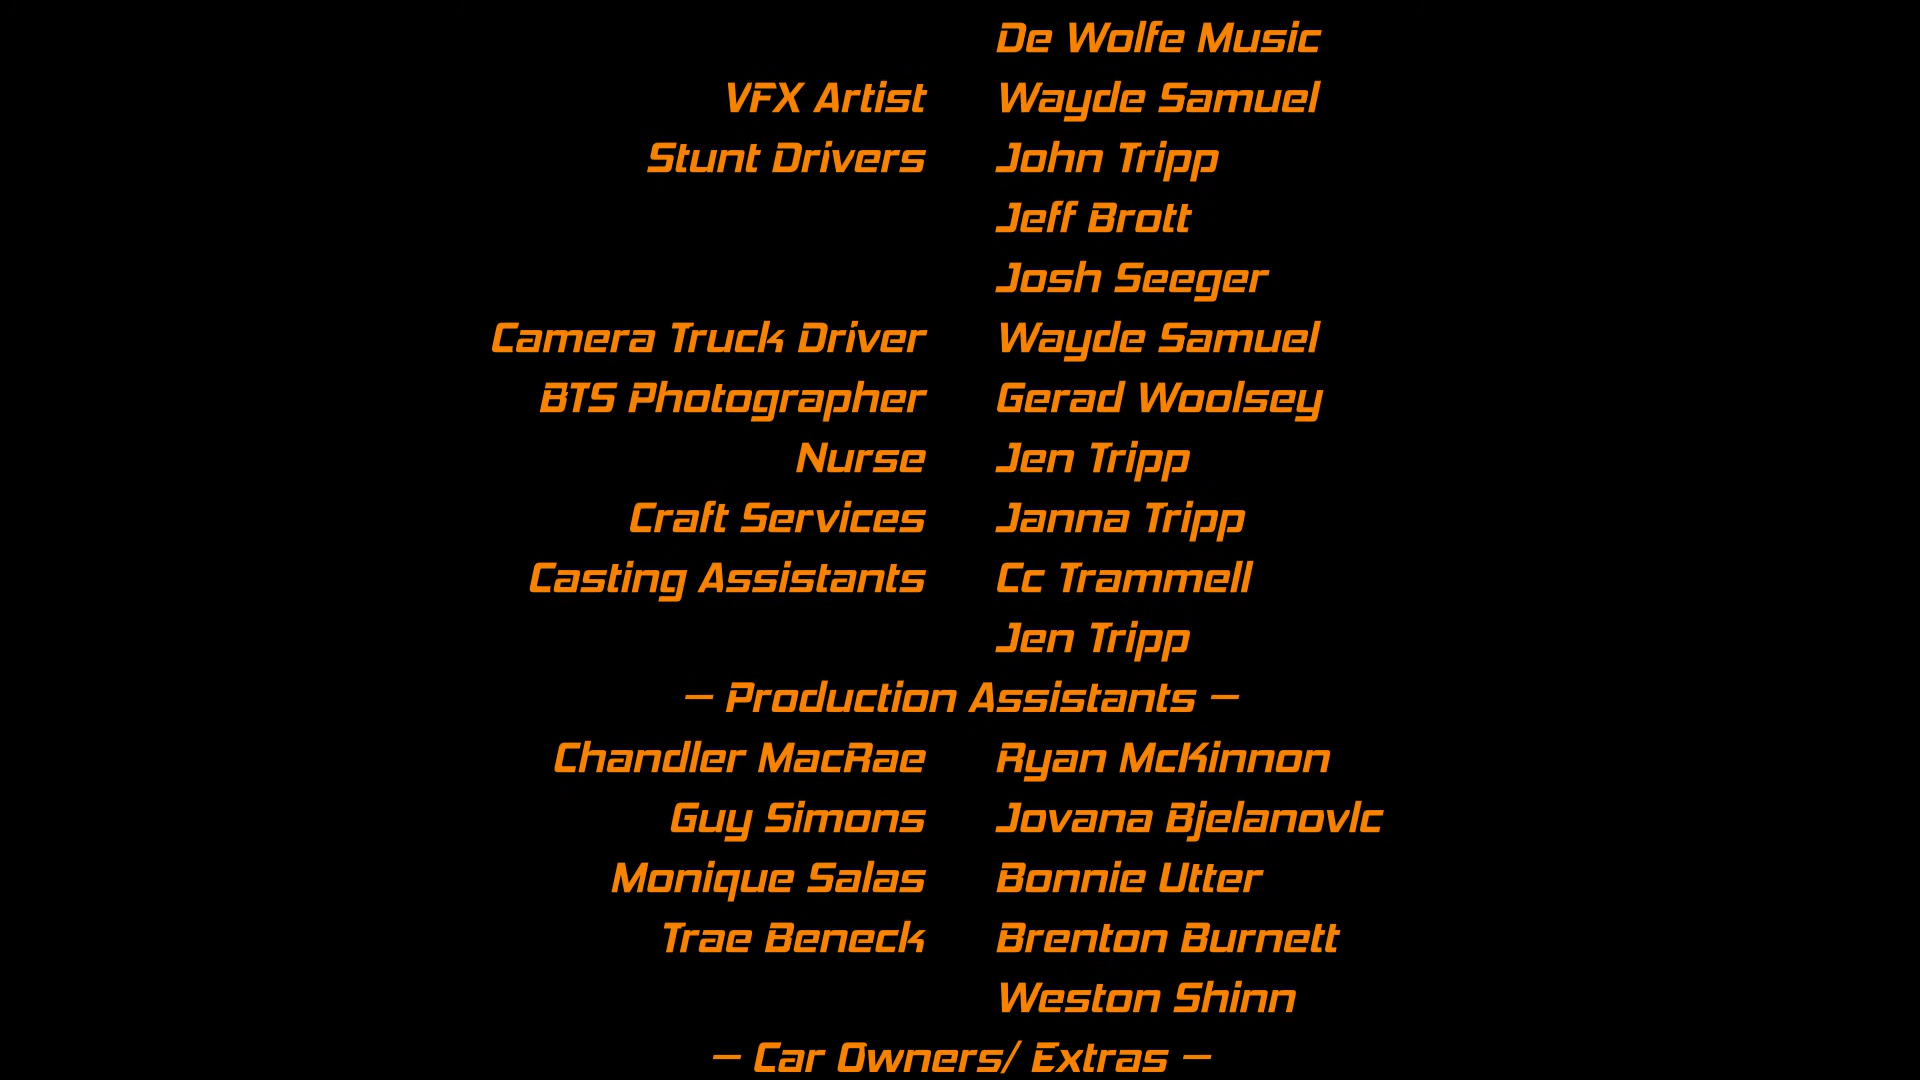 De Wolfe Music
VFX Artist Wayde Samuel
Stunt Drivers John Tripp
Jeff Brott
Josh Seeger
Camera Truck Driver Wayde Samuel
BTS Photographer Gerad Woolsey
Nurse Jen Tripp
Craft Services Janna Tripp
Casting Assistants Cc Trammell
Jen Tripp
— Production Assistants —
Chandler MacRae Ryan McKinnon
Guy Simons Jovana Bjelanovlc
Monique Salas Bonnie Utter
Trae Beneck Brenton Burnett
Weston Shinn
— Car Owners/ Extras —